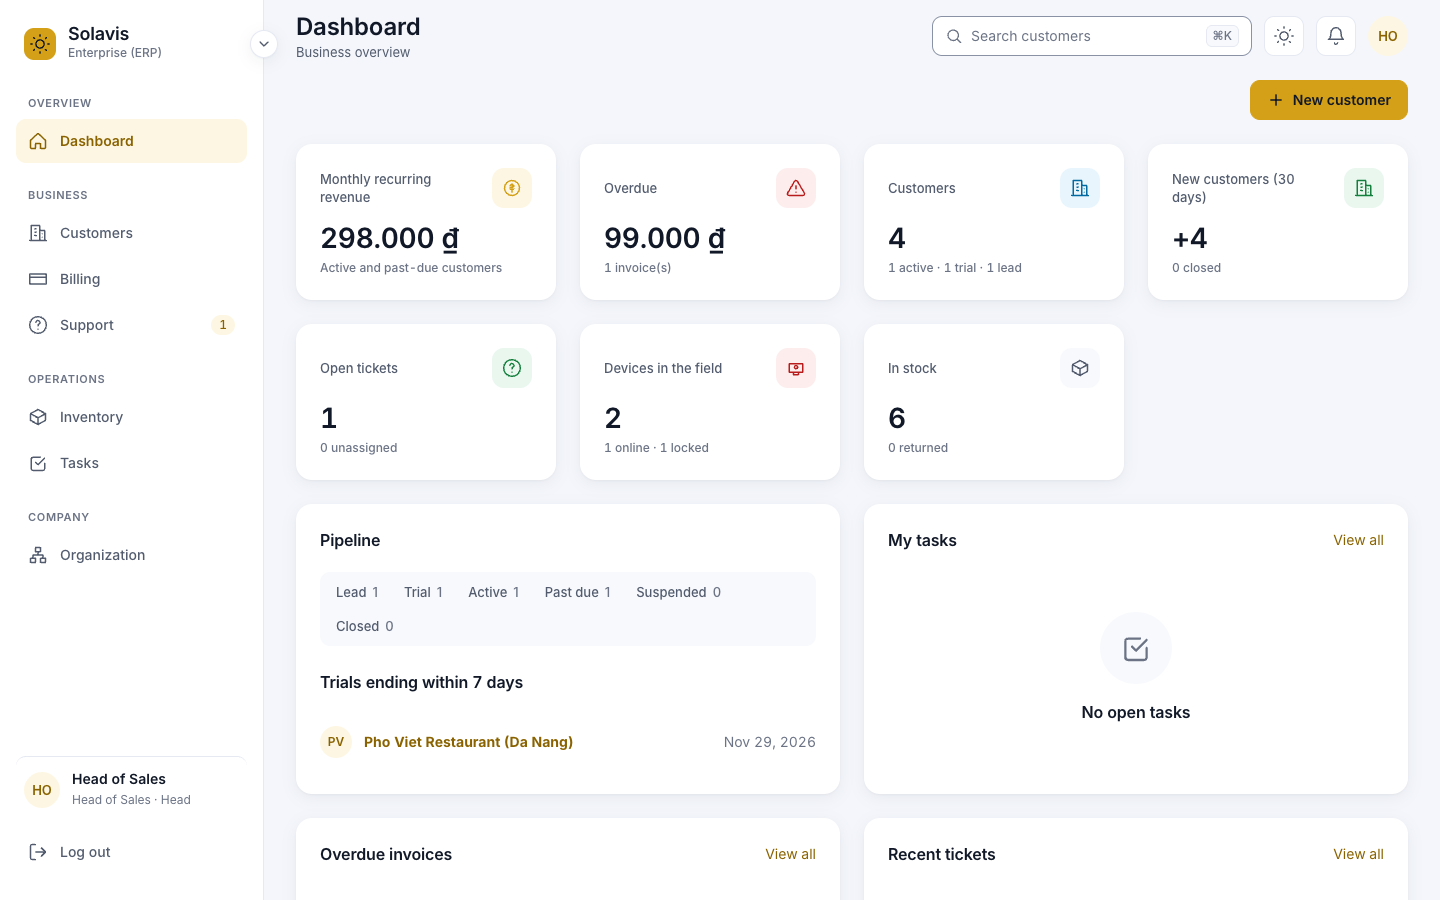 Solavis
Enterprise (ERP)
OVERVIEW
Dashboard
BUSINESS
Customers
Billing
Support 1
OPERATIONS
Inventory
Tasks
COMPANY
Organization
HO
Head of Sales
Head of Sales · Head
Log out
Dashboard
Business overview
Search customers ⌘K
HO
New customer
Monthly recurring
revenue
298.000 ₫
Active and past-due customers
Overdue
99.000 ₫
1 invoice(s)
Customers
4
1 active · 1 trial · 1 lead
New customers (30
days)
+4
0 closed
Open tickets
1
0 unassigned
Devices in the field
2
1 online · 1 locked
In stock
6
0 returned
Pipeline
Lead 1 Trial 1 Active 1 Past due 1 Suspended 0
Closed 0
Trials ending within 7 days
PV Pho Viet Restaurant (Da Nang) Nov 29, 2026
My tasks View all
No open tasks
Overdue invoices View all
Recent tickets View all